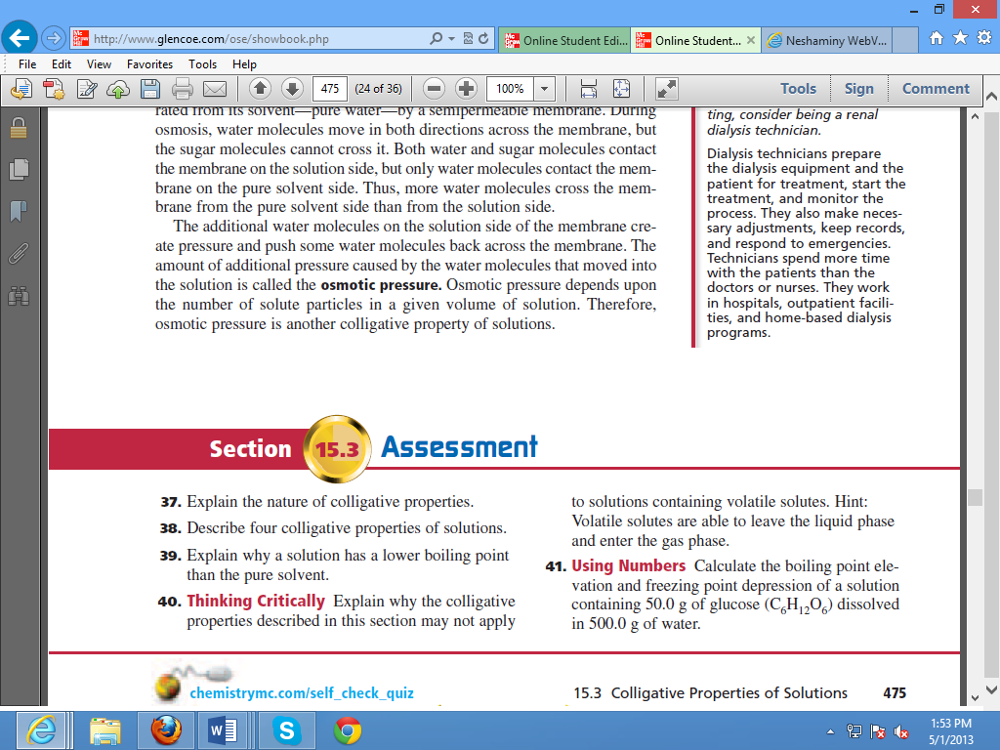 http://www.glencoe.com/ose/showbook.php
Online Student Edi...
Online Student...
Neshaminy WebV...
File Edit View Favorites Tools Help
475 (24 of 36) 100% Tools Sign Comment
rated from its solvent—pure water—by a semipermeable membrane. During
osmosis, water molecules move in both directions across the membrane, but
the sugar molecules cannot cross it. Both water and sugar molecules contact
the membrane on the solution side, but only water molecules contact the mem-
brane on the pure solvent side. Thus, more water molecules cross the mem-
brane from the pure solvent side than from the solution side.
The additional water molecules on the solution side of the membrane cre-
ate pressure and push some water molecules back across the membrane. The
amount of additional pressure caused by the water molecules that moved into
the solution is called the osmotic pressure. Osmotic pressure depends upon
the number of solute particles in a given volume of solution. Therefore,
osmotic pressure is another colligative property of solutions.
ting, consider being a renal
dialysis technician.
Dialysis technicians prepare
the dialysis equipment and the
patient for treatment, start the
treatment, and monitor the
process. They also make neces-
sary adjustments, keep records,
and respond to emergencies.
Technicians spend more time
with the patients than the
doctors or nurses. They work
in hospitals, outpatient facili-
ties, and home-based dialysis
programs.
Section 15.3 Assessment
37. Explain the nature of colligative properties.
38. Describe four colligative properties of solutions.
39. Explain why a solution has a lower boiling point
than the pure solvent.
40. Thinking Critically Explain why the colligative
properties described in this section may not apply
to solutions containing volatile solutes. Hint:
Volatile solutes are able to leave the liquid phase
and enter the gas phase.
41. Using Numbers Calculate the boiling point ele-
vation and freezing point depression of a solution
containing 50.0 g of glucose (C₆H₁₂O₆) dissolved
in 500.0 g of water.
chemistrymc.com/self_check_quiz
15.3 Colligative Properties of Solutions 475
1:53 PM
5/1/2013